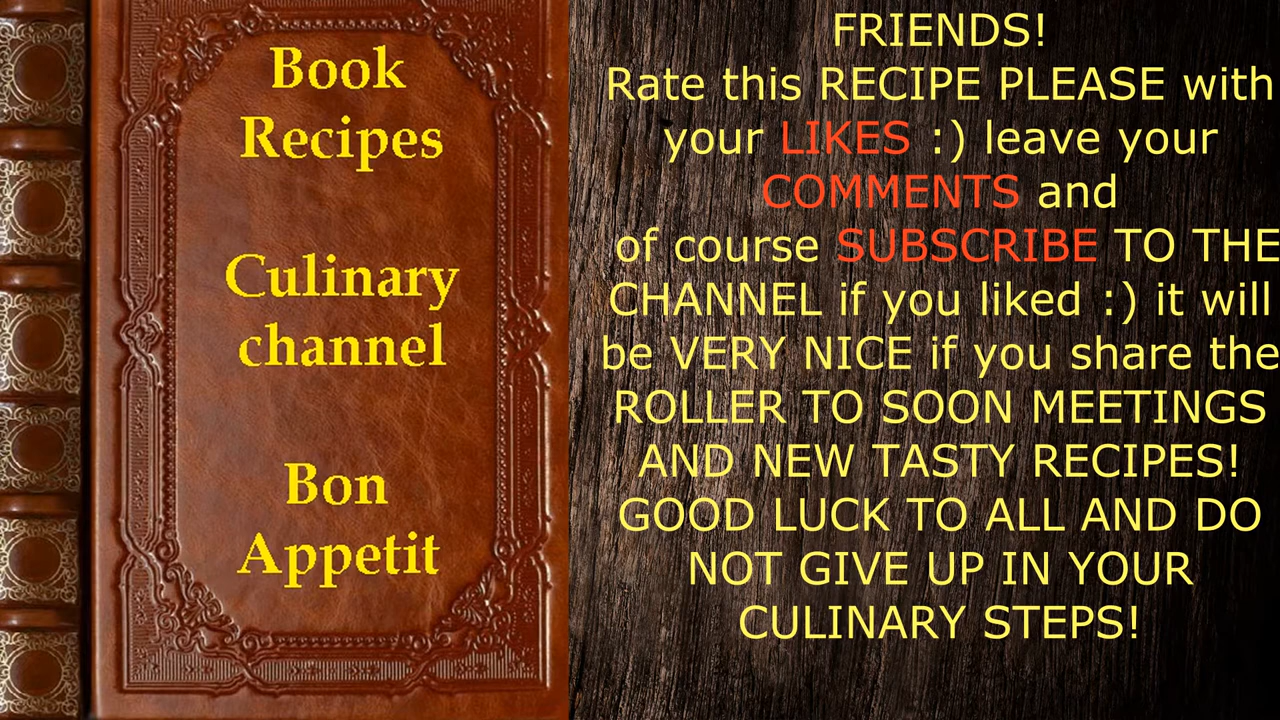 Book
Recipes
Culinary
channel
Bon
Appetit
FRIENDS!
Rate this RECIPE PLEASE with
your LIKES :) leave your
COMMENTS and
of course SUBSCRIBE TO THE
CHANNEL if you liked :) it will
be VERY NICE if you share the
ROLLER TO SOON MEETINGS
AND NEW TASTY RECIPES!
GOOD LUCK TO ALL AND DO
NOT GIVE UP IN YOUR
CULINARY STEPS!